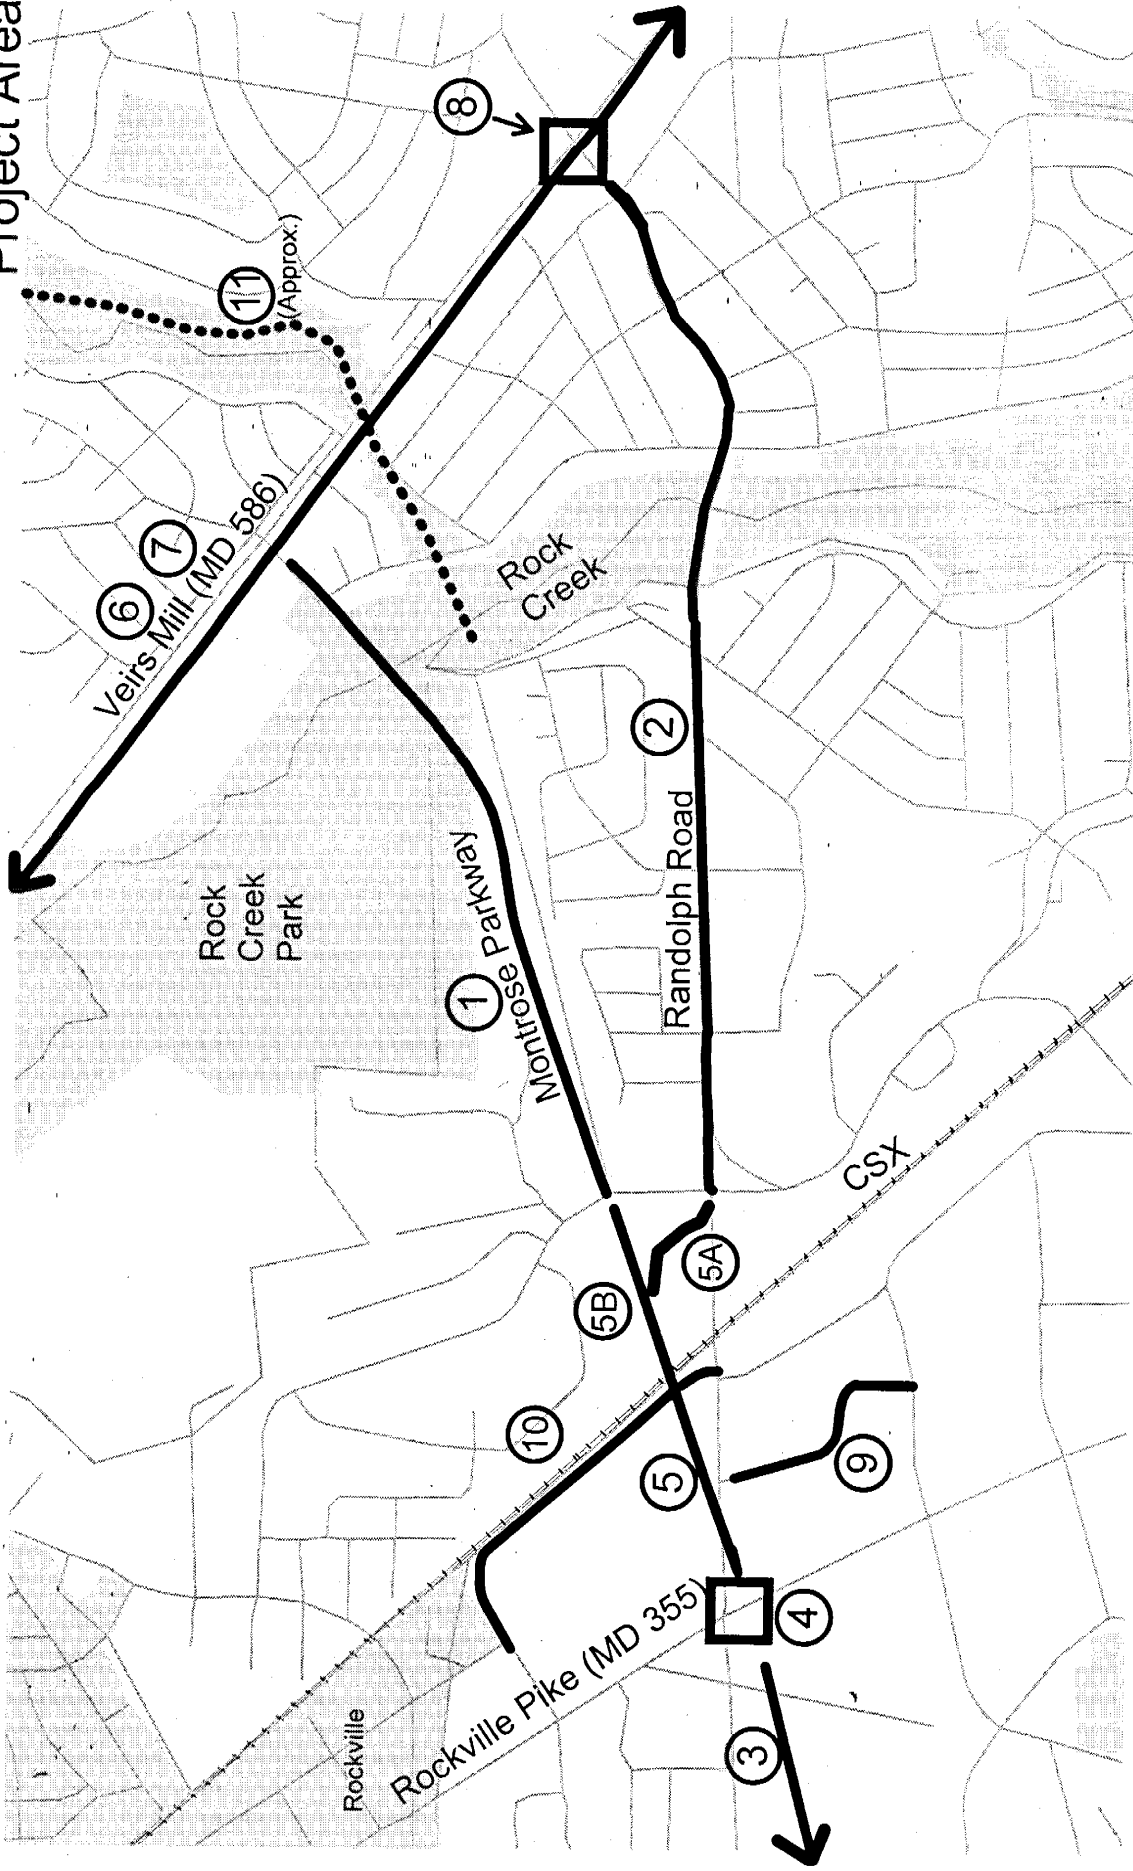 Project Area
8
11
(Approx.)
7
6
Veirs Mill (MD 586)
Rock
Creek
2
Randolph Road
Rock
Creek
Park
1
Montrose Parkway
CSX
5A
5B
10
5
9
4
Rockville Pike (MD 355)
Rockville
3